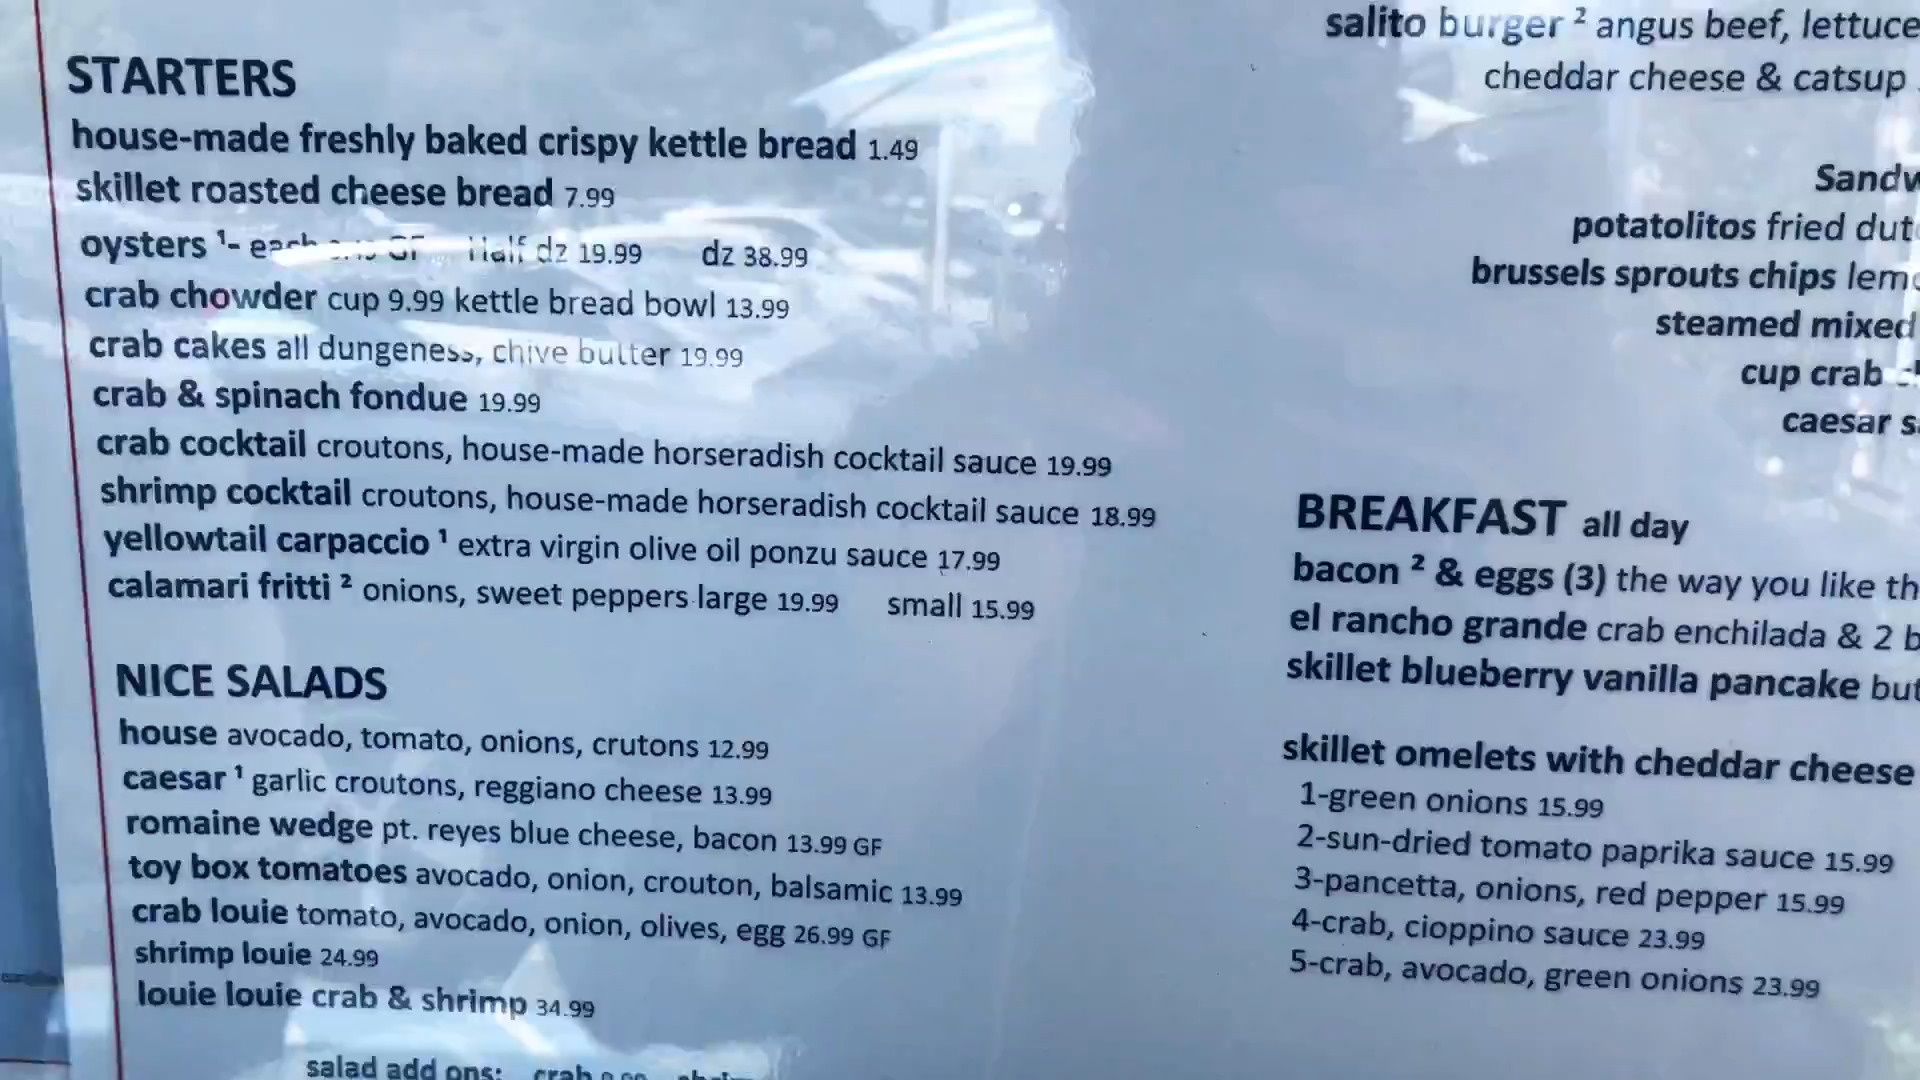 STARTERS
house-made freshly baked crispy kettle bread 1.49
skillet roasted cheese bread 7.99
oysters ¹- each GF Half dz 19.99 dz 38.99
crab chowder cup 9.99 kettle bread bowl 13.99
crab cakes all dungeness, chive butter 19.99
crab & spinach fondue 19.99
crab cocktail croutons, house-made horseradish cocktail sauce 19.99
shrimp cocktail croutons, house-made horseradish cocktail sauce 18.99
yellowtail carpaccio ¹ extra virgin olive oil ponzu sauce 17.99
calamari fritti ² onions, sweet peppers large 19.99 small 15.99
NICE SALADS
house avocado, tomato, onions, crutons 12.99
caesar ¹ garlic croutons, reggiano cheese 13.99
romaine wedge pt. reyes blue cheese, bacon 13.99 GF
toy box tomatoes avocado, onion, crouton, balsamic 13.99
crab louie tomato, avocado, onion, olives, egg 26.99 GF
shrimp louie 24.99
louie louie crab & shrimp 34.99
salad add ons: crab
salito burger ² angus beef, lettuce
cheddar cheese & catsup
Sandw
potatolitos fried dut
brussels sprouts chips lem
steamed mixed
cup crab
caesar s
BREAKFAST all day
bacon ² & eggs (3) the way you like th
el rancho grande crab enchilada & 2 b
skillet blueberry vanilla pancake but
skillet omelets with cheddar cheese
1-green onions 15.99
2-sun-dried tomato paprika sauce 15.99
3-pancetta, onions, red pepper 15.99
4-crab, cioppino sauce 23.99
5-crab, avocado, green onions 23.99